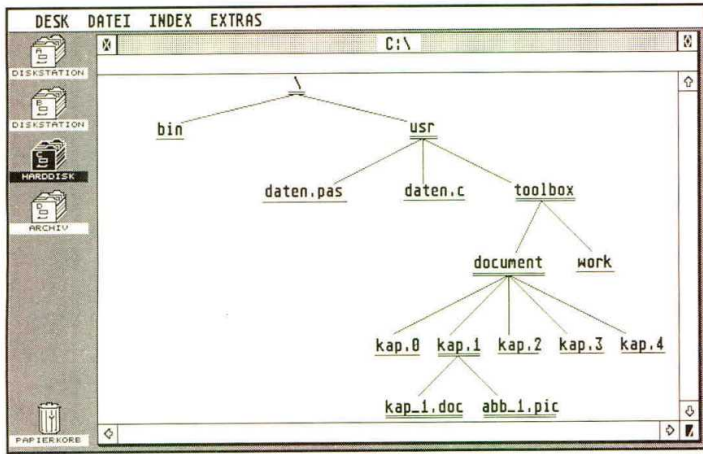 DESK DATEI INDEX EXTRAS
C:\
A
DISKSTATION
B
DISKSTATION
C
HARDDISK
D
ARCHIV
PAPIERKORB
\
bin usr
daten.pas daten.c toolbox
document work
kap.0 kap.1 kap.2 kap.3 kap.4
kap_1.doc abb_1.pic